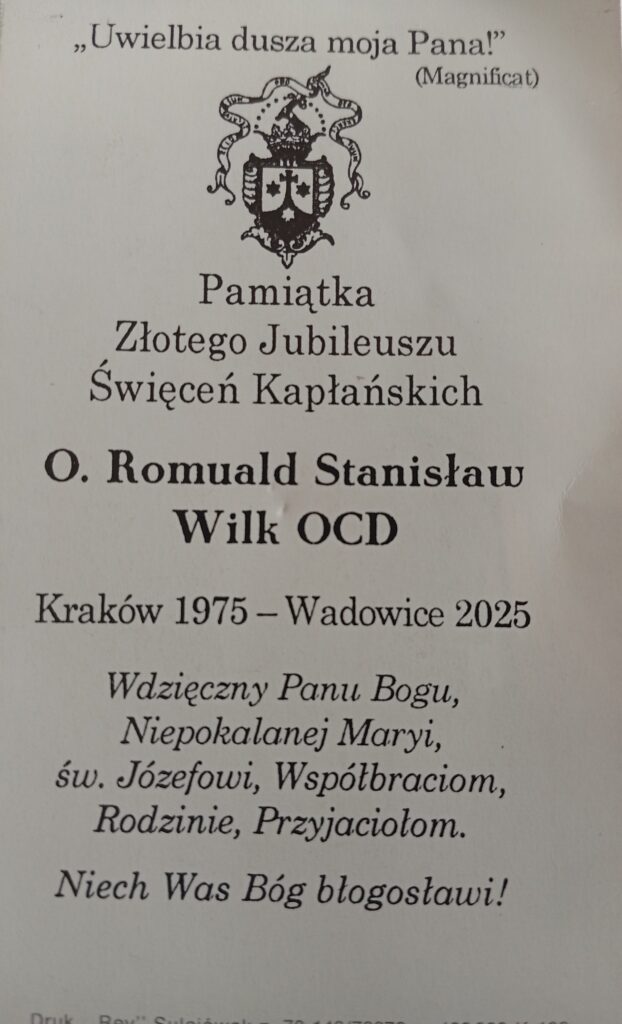 „Uwielbia dusza moja Pana!”
(Magnificat)
Pamiątka
Złotego Jubileuszu
Święceń Kapłańskich
O. Romuald Stanisław
Wilk OCD
Kraków 1975 – Wadowice 2025
Wdzięczny Panu Bogu,
Niepokalanej Maryi,
św. Józefowi, Współbraciom,
Rodzinie, Przyjaciołom.
Niech Was Bóg błogosławi!
Druk